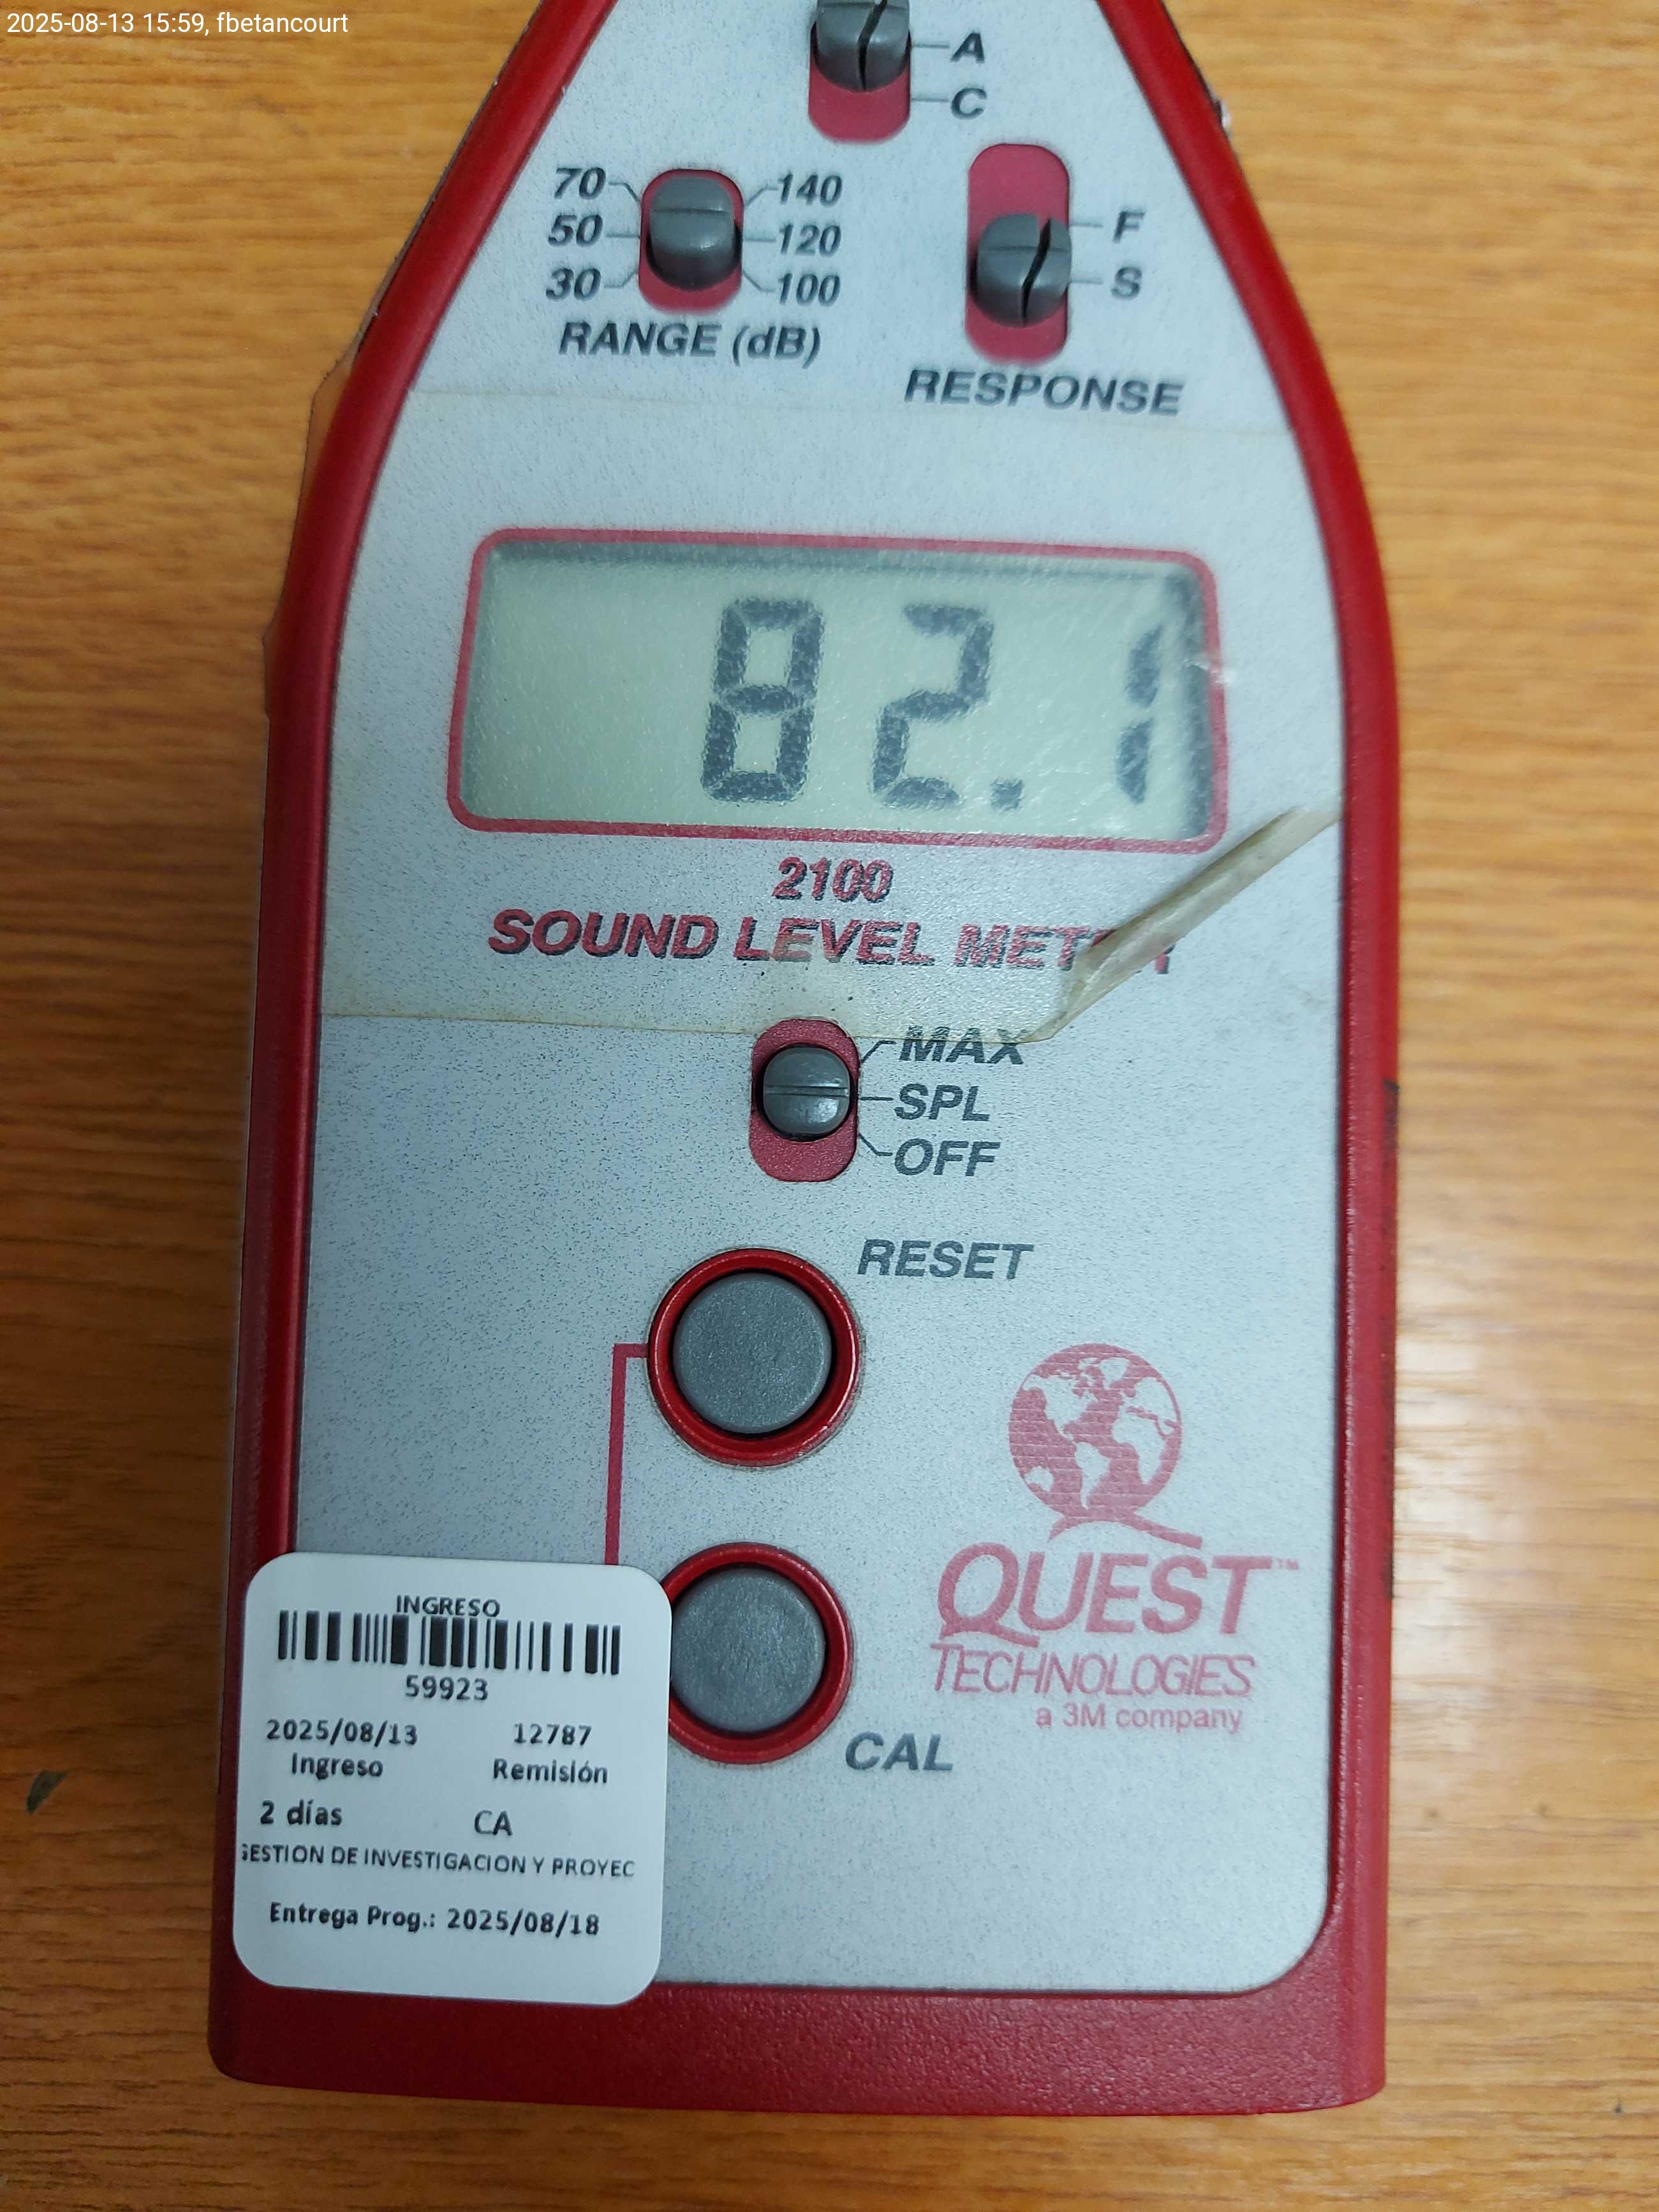 2025-08-13 15:59, fbetancourt
A
C
70 140
50 120
30 100
RANGE (dB)
F
S
RESPONSE
82.1
2100
SOUND LEVEL METER
MAX
SPL
OFF
RESET
QUEST™
TECHNOLOGIES
a 3M company
CAL
INGRESO
59923
2025/08/13 12787
Ingreso Remisión
2 días CA
GESTION DE INVESTIGACION Y PROYEC
Entrega Prog.: 2025/08/18